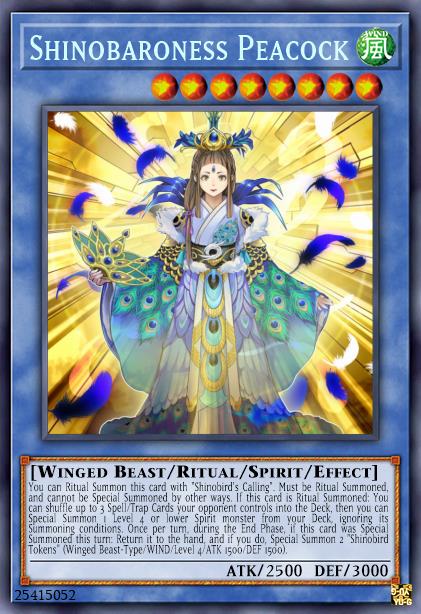 SHINOBARONESS PEACOCK
WIND
風
[WINGED BEAST/RITUAL/SPIRIT/EFFECT]
You can Ritual Summon this card with "Shinobird's Calling". Must be Ritual Summoned,
and cannot be Special Summoned by other ways. If this card is Ritual Summoned: You
can shuffle up to 3 Spell/Trap Cards your opponent controls into the Deck, then you can
Special Summon 1 Level 4 or lower Spirit monster from your Deck, ignoring its
Summoning conditions. Once per turn, during the End Phase, if this card was Special
Summoned this turn: Return it to the hand, and if you do, Special Summon 2 "Shinobird
Tokens" (Winged Beast-Type/WIND/Level 4/ATK 1500/DEF 1500).
ATK/2500 DEF/3000
25415052